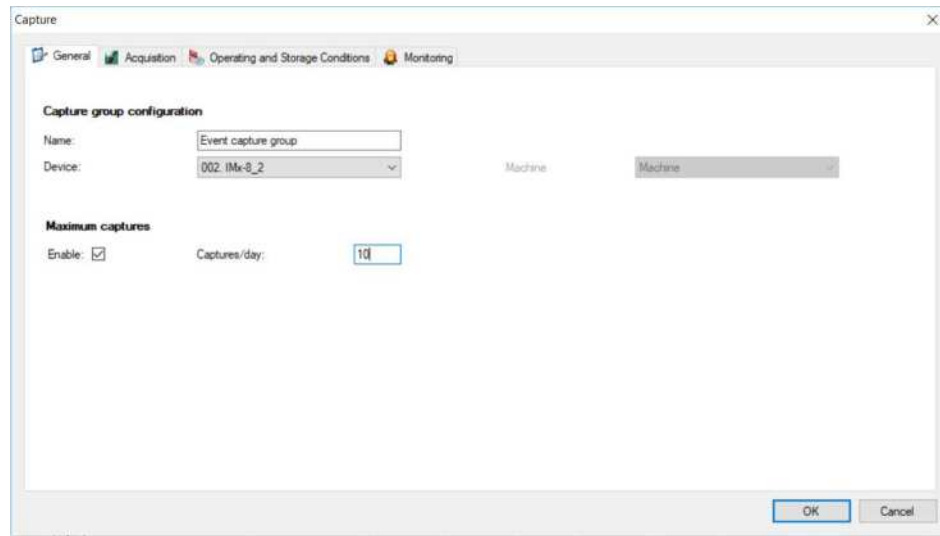 Capture
General Acquisition Operating and Storage Conditions Monitoring
Capture group configuration
Name: Event capture group
Device: 002. IMx-8_2 Machine Machine
Maximum captures
Enable: Captures/day: 10
OK Cancel